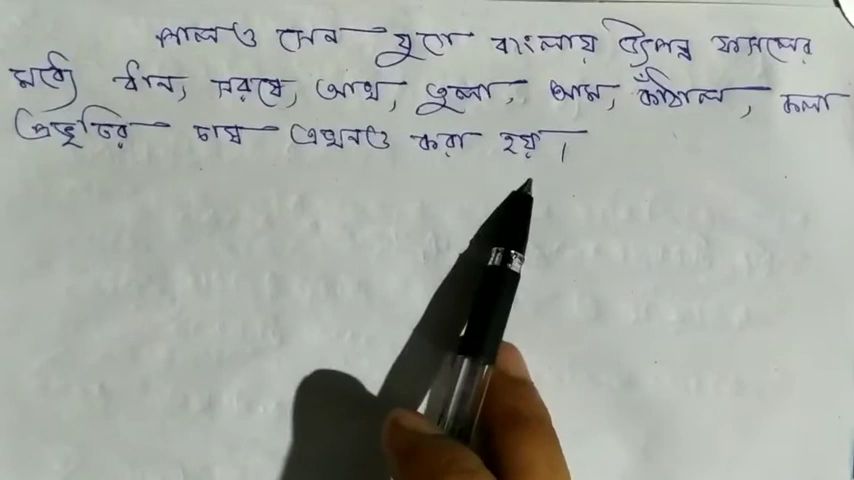 পাল ও সেন যুগে বাংলায় উৎপন্ন ফসলের
মধ্যে ধান, সরষে, আখ, তুলা, আম, কাঁঠাল, কলা
প্রভৃতির চাষ এখনও করা হয়।